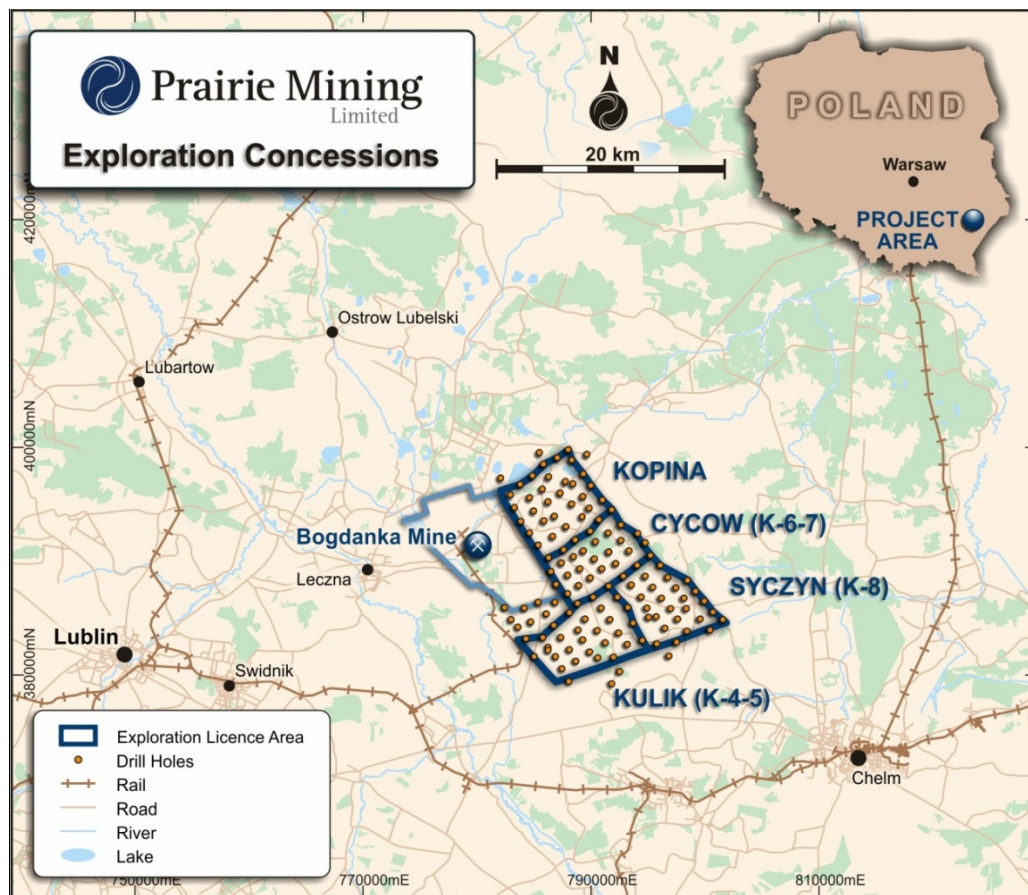 Prairie Mining
Limited
Exploration Concessions
N
20 km
POLAND
Warsaw
PROJECT
AREA
420000mN
Ostrow Lubelski
Lubartow
400000mN
KOPINA
CYCOW (K-6-7)
Bogdanka Mine
Leczna
SYCZYN (K-8)
Lublin
Swidnik
380000mN
KULIK (K-4-5)
Chelm
Exploration Licence Area
Drill Holes
Rail
Road
River
Lake
750000mE
770000mE
790000mE
810000mE